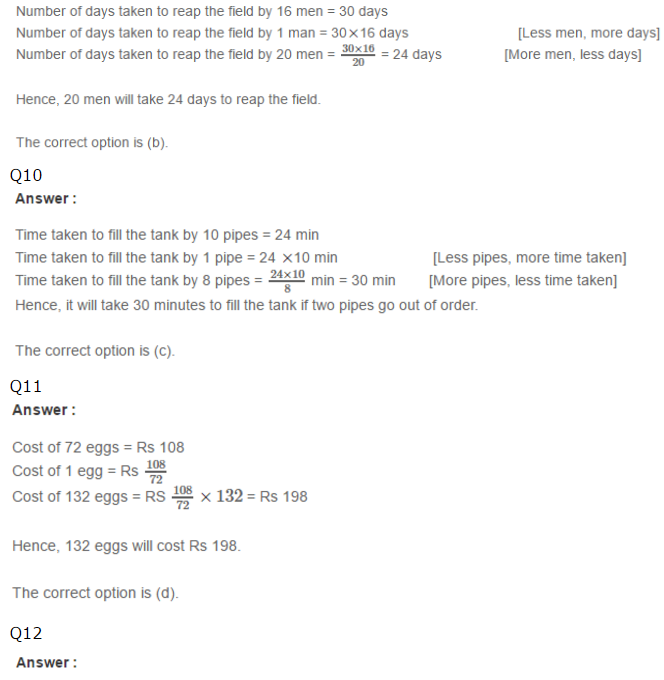 Number of days taken to reap the field by 16 men = 30 days
Number of days taken to reap the field by 1 man = 30×16 days [Less men, more days]
Number of days taken to reap the field by 20 men = 30×16/20 = 24 days [More men, less days]
Hence, 20 men will take 24 days to reap the field.
The correct option is (b).
Q10
Answer :
Time taken to fill the tank by 10 pipes = 24 min
Time taken to fill the tank by 1 pipe = 24 ×10 min [Less pipes, more time taken]
Time taken to fill the tank by 8 pipes = 24×10/8 min = 30 min [More pipes, less time taken]
Hence, it will take 30 minutes to fill the tank if two pipes go out of order.
The correct option is (c).
Q11
Answer :
Cost of 72 eggs = Rs 108
Cost of 1 egg = Rs 108/72
Cost of 132 eggs = RS 108/72 × 132 = Rs 198
Hence, 132 eggs will cost Rs 198.
The correct option is (d).
Q12
Answer :